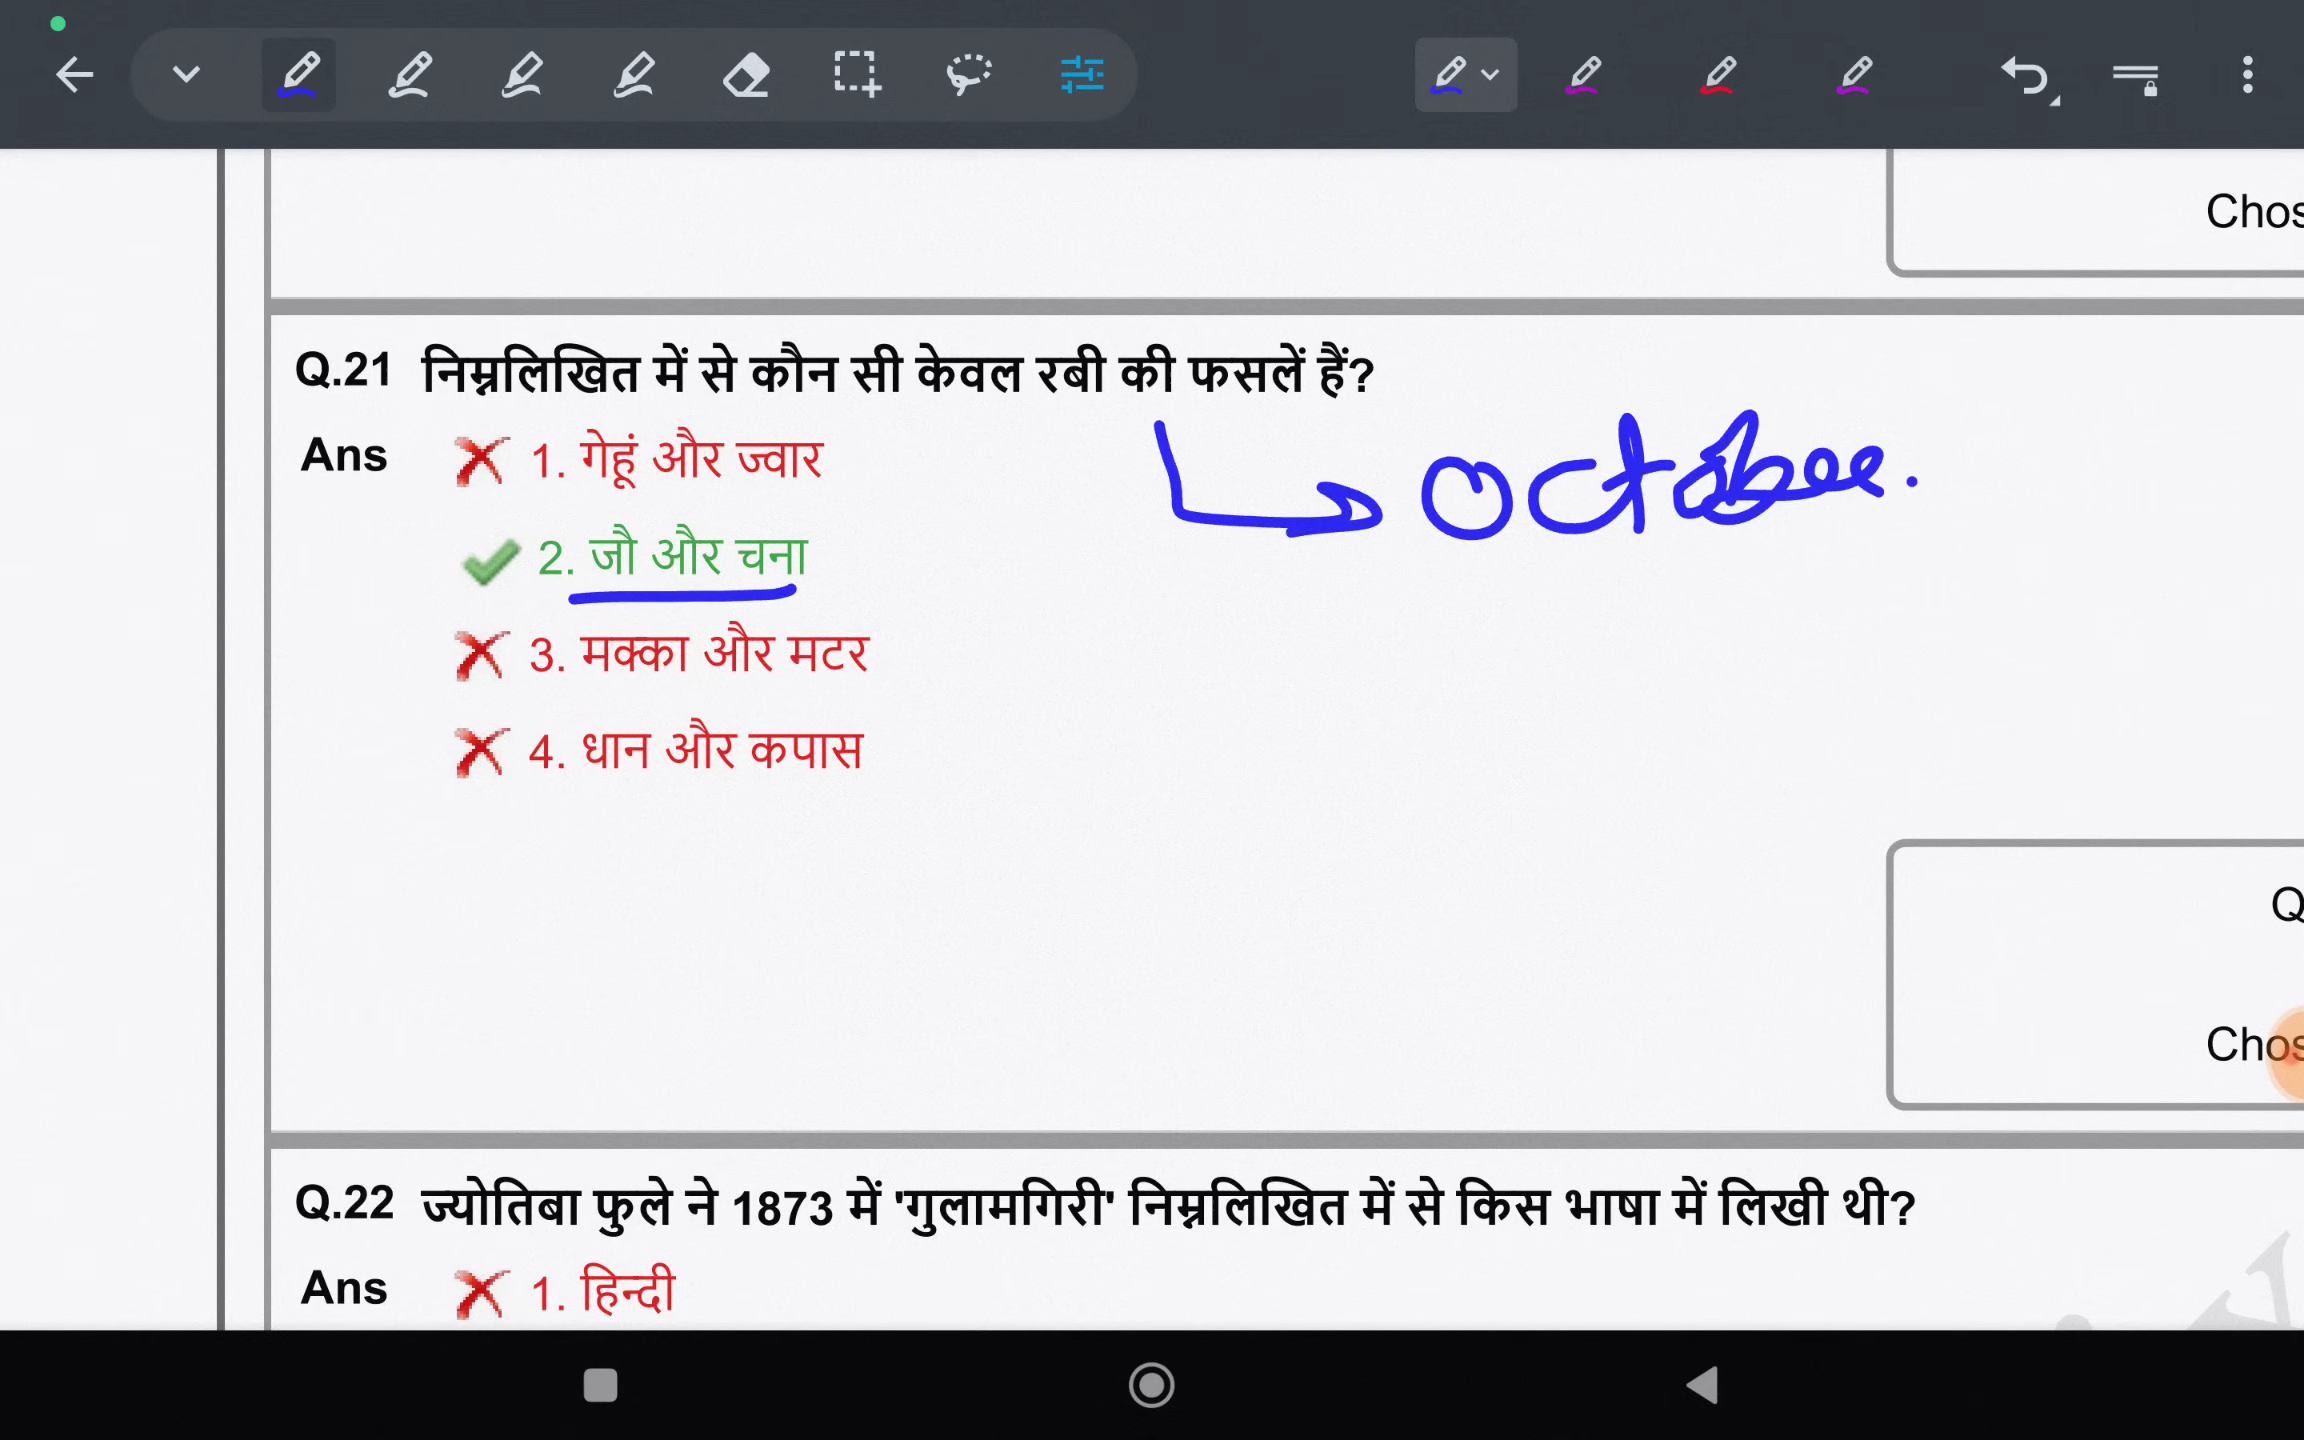 Chos
Q.21 निम्नलिखित में से कौन सी केवल रबी की फसलें हैं?
Ans 1. गेहूं और ज्वार
October.
2. जौ और चना
3. मक्का और मटर
4. धान और कपास
Q
Chos
Q.22 ज्योतिबा फुले ने 1873 में 'गुलामगिरी' निम्नलिखित में से किस भाषा में लिखी थी?
Ans 1. हिन्दी